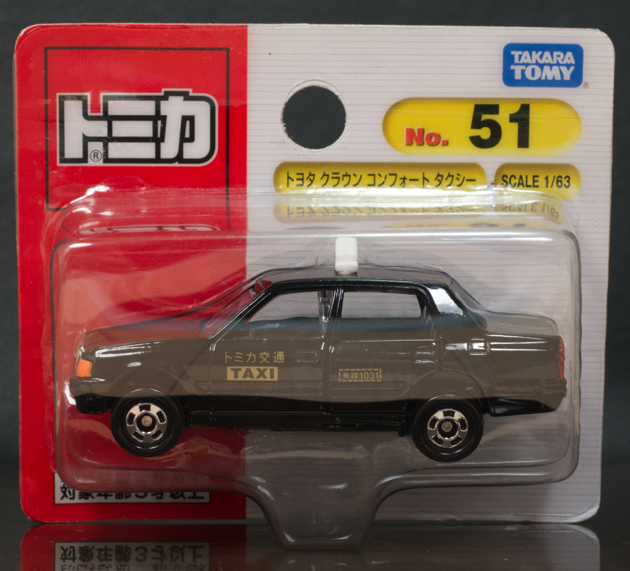 トミカ
®
TAKARA
TOMY
No. 51
トヨタ クラウン コンフォート タクシー
SCALE 1/63
トミカ交通
TAXI
無線1031
対象年齢3才以上